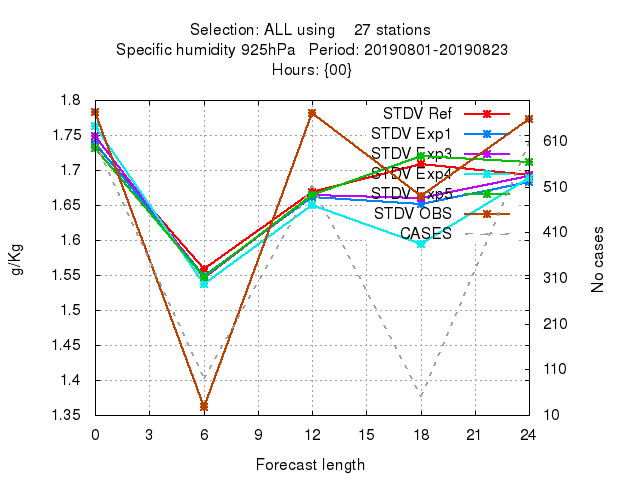 Selection: ALL using 27 stations
Specific humidity 925hPa Period: 20190801-20190823
Hours: {00}
1.8
1.75
1.7
1.65
1.6
1.55
1.5
1.45
1.4
1.35
g/Kg
STDV Ref
STDV Exp1
STDV Exp3
STDV Exp4
STDV Exp5
STDV OBS
CASES
610
510
410
310
210
110
10
No cases
0 3 6 9 12 15 18 21 24
Forecast length